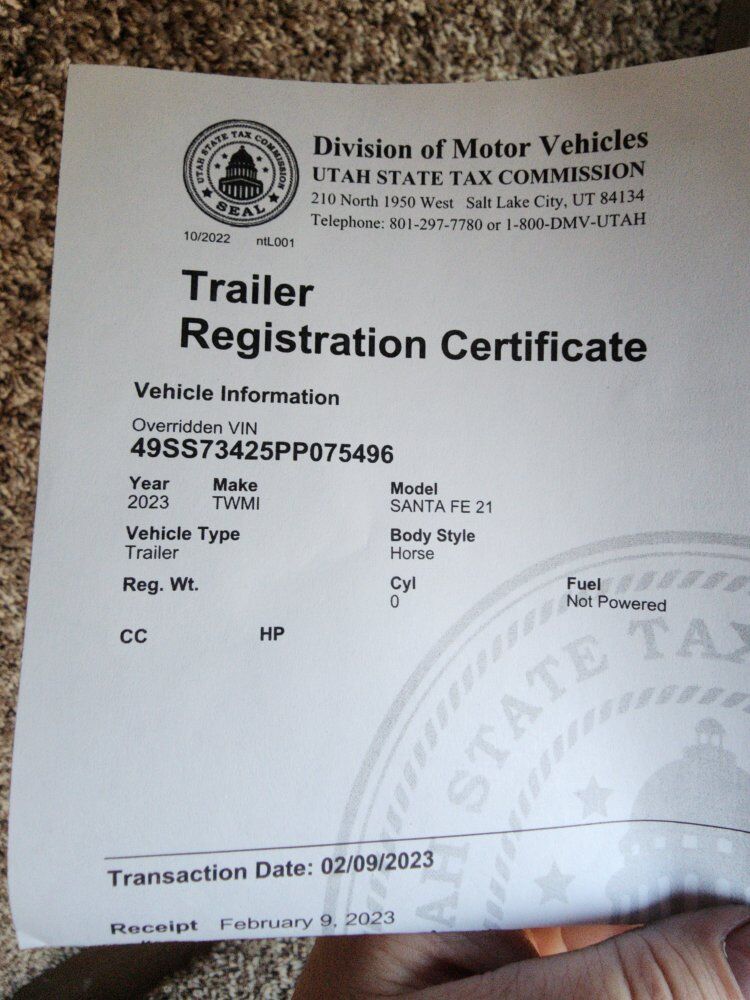 UTAH STATE TAX COMMISSION
SEAL
Division of Motor Vehicles
UTAH STATE TAX COMMISSION
210 North 1950 West Salt Lake City, UT 84134
Telephone: 801-297-7780 or 1-800-DMV-UTAH
10/2022 ntL001
Trailer
Registration Certificate
Vehicle Information
Overridden VIN
49SS73425PP075496
Year Make Model
2023 TWMI SANTA FE 21
Vehicle Type Body Style
Trailer Horse
Reg. Wt. Cyl Fuel
0 Not Powered
CC HP
AH STATE TAX
Transaction Date: 02/09/2023
Receipt February 9, 2023